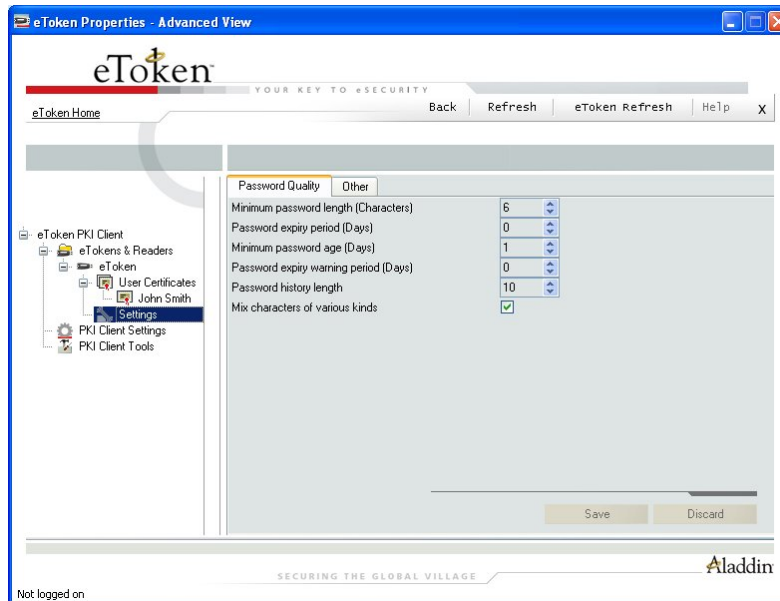 eToken Properties - Advanced View
eToken
YOUR KEY TO eSECURITY
eToken Home
Back
Refresh
eToken Refresh
Help
X
Password Quality
Other
Minimum password length (Characters) 6
Password expiry period (Days) 0
Minimum password age (Days) 1
Password expiry warning period (Days) 0
Password history length 10
Mix characters of various kinds
eToken PKI Client
eTokens & Readers
eToken
User Certificates
John Smith
Settings
PKI Client Settings
PKI Client Tools
Save
Discard
Aladdin
SECURING THE GLOBAL VILLAGE
Not logged on